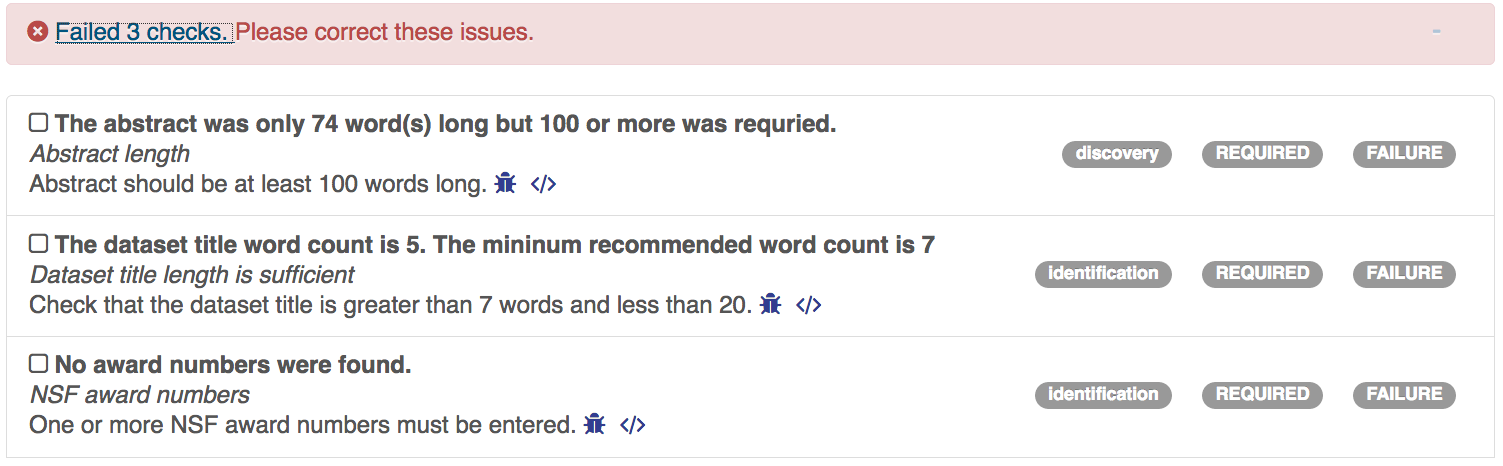 Failed 3 checks. Please correct these issues.
The abstract was only 74 word(s) long but 100 or more was requried.
Abstract length
discovery REQUIRED FAILURE
Abstract should be at least 100 words long. </>
The dataset title word count is 5. The mininum recommended word count is 7
Dataset title length is sufficient
identification REQUIRED FAILURE
Check that the dataset title is greater than 7 words and less than 20. </>
No award numbers were found.
NSF award numbers
identification REQUIRED FAILURE
One or more NSF award numbers must be entered. </>